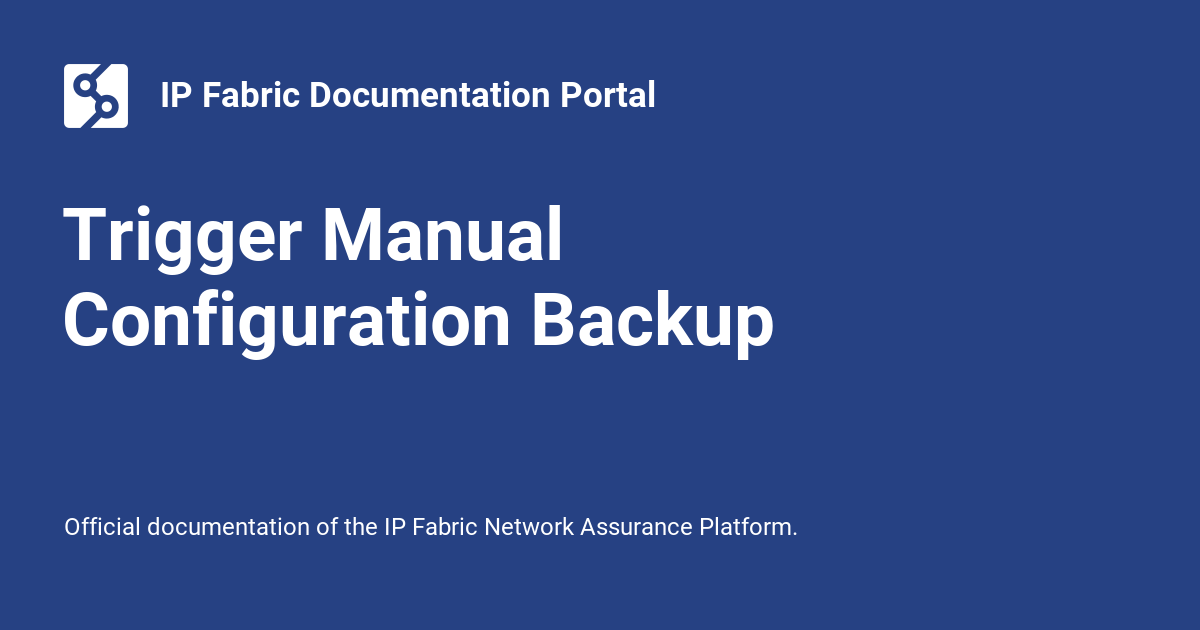 IP Fabric Documentation Portal
Trigger Manual
Configuration Backup
Official documentation of the IP Fabric Network Assurance Platform.